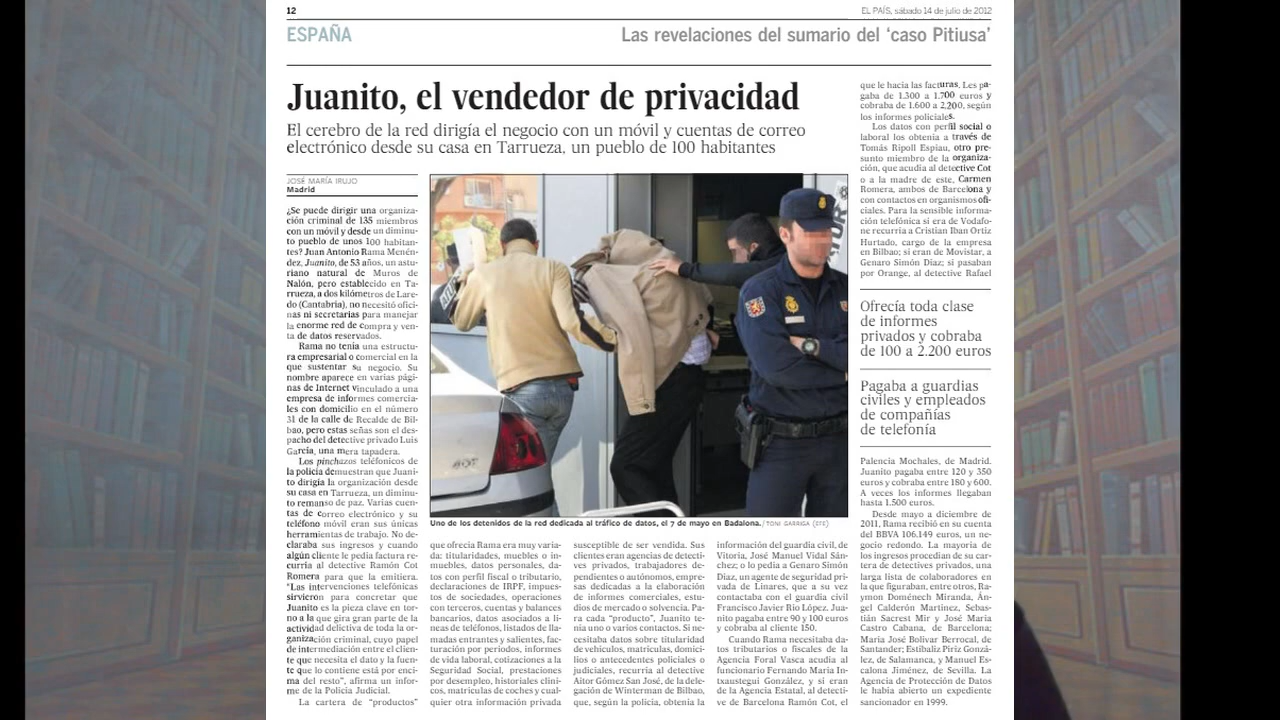 12
EL PAÍS, sábado 14 de julio de 2012
ESPAÑA
Las revelaciones del sumario del ‘caso Pitiusa’
Juanito, el vendedor de privacidad
El cerebro de la red dirigía el negocio con un móvil y cuentas de correo
electrónico desde su casa en Tarrueza, un pueblo de 100 habitantes
JOSÉ MARÍA IRUJO
Madrid
¿Se puede dirigir una organiza-
ción criminal de 135 miembros
con un móvil y desde un diminu-
to pueblo de unos 100 habitan-
tes? Juan Antonio Rama Menén-
dez, Juanito, de 53 años, un astu-
riano natural de Muros de
Nalón, pero establecido en Ta-
rrueza, a dos kilómetros de Lare-
do (Cantabria), no necesitó ofici-
nas ni secretarias para manejar
la enorme red de compra y ven-
ta de datos reservados.
Rama no tenía una estructu-
ra empresarial o comercial en la
que sustentar su negocio. Su
nombre aparece en varias pági-
nas de Internet vinculado a una
empresa de informes comercia-
les con domicilio en el número
31 de la calle de Recalde de Bil-
bao, pero estas señas son el des-
pacho del detective privado Luis
García, una mera tapadera.
Los pinchazos telefónicos de
la policía demuestran que Juani-
to dirigía la organización desde
su casa en Tarrueza, un diminu-
to remanso de paz. Varias cuen-
tas de correo electrónico y su
teléfono móvil eran sus únicas
herramientas de trabajo. No de-
claraba sus ingresos y cuando
algún cliente le pedía factura re-
curría al detective Ramón Cot
Romera para que la emitiera.
“Las intervenciones telefónicas
sirvieron para concretar que
Juanito es la pieza clave en tor-
no a la que gira gran parte de la
actividad delictiva de toda la or-
ganización criminal, cuyo papel
de intermediación entre el clien-
te que necesita el dato y la fuen-
te que lo contiene está por enci-
ma del resto”, afirma un infor-
me de la Policía Judicial.
La cartera de “productos”
Uno de los detenidos de la red dedicada al tráfico de datos, el 7 de mayo en Badalona. / TONI GARRIGA (EFE)
que ofrecía Rama era muy varia-
da: titularidades, muebles o in-
muebles, datos personales, da-
tos con perfil fiscal o tributario,
declaraciones de IRPF, impues-
tos de sociedades, operaciones
con terceros, cuentas y balances
bancarios, datos asociados a lí-
neas de teléfonos, listados de lla-
madas entrantes y salientes, fac-
turación por periodos, informes
de vida laboral, cotizaciones a la
Seguridad Social, prestaciones
por desempleo, historiales clíni-
cos, matrículas de coches y cual-
quier otra información privada
susceptible de ser vendida. Sus
clientes eran agencias de detecti-
ves privados, trabajadores de-
pendientes o autónomos, empre-
sas dedicadas a la elaboración
de informes comerciales, estu-
dios de mercado o solvencia. Pa-
ra cada “producto”, Juanito te-
nía uno o varios contactos. Si ne-
cesitaba datos sobre titularidad
de vehículos, matrículas, domici-
lios o antecedentes policiales o
judiciales, recurría al detective
Aitor Gómez San José, de la dele-
gación de Winterman de Bilbao,
que, según la policía, obtenía la
información del guardia civil, de
Vitoria, José Manuel Vidal Sán-
chez; o lo pedía a Genaro Simón
Díaz, un agente de seguridad pri-
vada de Linares, que a su vez
contactaba con el guardia civil
Francisco Javier Río López. Jua-
nito pagaba entre 90 y 100 euros
y cobraba al cliente 150.
Cuando Rama necesitaba da-
tos tributarios o fiscales de la
Agencia Foral Vasca acudía al
funcionario Fernando María In-
txaustegui González, y si eran
de la Agencia Estatal, al detecti-
ve de Barcelona Ramón Cot, el
que le hacía las facturas. Les pa-
gaba de 1.300 a 1.700 euros y
cobraba de 1.600 a 2.200, según
los informes policiales.
Los datos con perfil social o
laboral los obtenía a través de
Tomás Ripoll Espiau, otro pre-
sunto miembro de la organiza-
ción, que acudía al detective Cot
o a la madre de este, Carmen
Romera, ambos de Barcelona y
con contactos en organismos ofi-
ciales. Para la sensible informa-
ción telefónica si era de Vodafo-
ne recurría a Cristian Iban Ortiz
Hurtado, cargo de la empresa
en Bilbao; si eran de Movistar, a
Genaro Simón Díaz; si pasaban
por Orange, al detective Rafael
Ofrecía toda clase
de informes
privados y cobraba
de 100 a 2.200 euros
Pagaba a guardias
civiles y empleados
de compañías
de telefonía
Palencia Mochales, de Madrid.
Juanito pagaba entre 120 y 350
euros y cobraba entre 180 y 600.
A veces los informes llegaban
hasta 1.500 euros.
Desde mayo a diciembre de
2011, Rama recibió en su cuenta
del BBVA 106.149 euros, un ne-
gocio redondo. La mayoría de
los ingresos procedían de su car-
tera de detectives privados, una
larga lista de colaboradores en
la que figuraban, entre otros, Ra-
ymon Doménech Miranda, Án-
gel Calderón Martínez, Sebas-
tián Sacrest Mir y José María
Castro Cabana, de Barcelona;
María José Bolívar Berrocal, de
Santander; Estíbaliz Píriz Gonzá-
lez, de Salamanca, y Manuel Es-
calona Jiménez, de Sevilla. La
Agencia de Protección de Datos
le había abierto un expediente
sancionador en 1999.